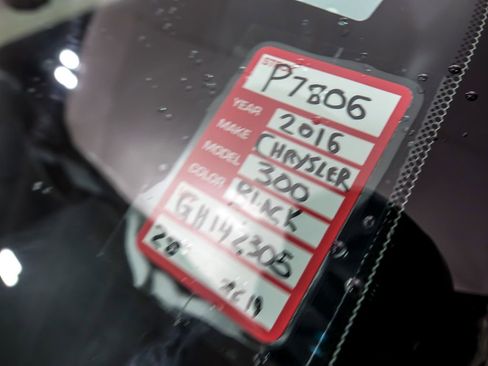 P7806
YEAR 2016
MAKE CHRYSLER
MODEL 300
COLOR BLACK
GH142305